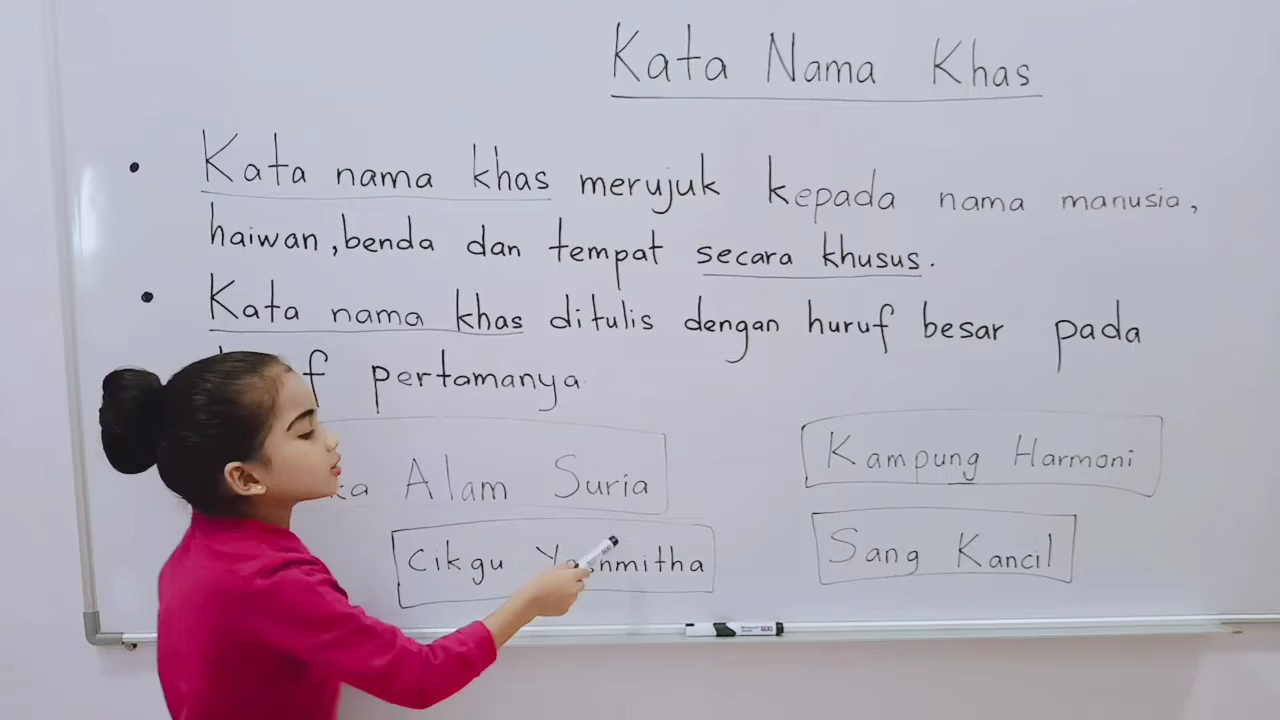 Kata Nama Khas
• Kata nama khas merujuk kepada nama manusia,
haiwan, benda dan tempat secara khusus.
• Kata nama khas ditulis dengan huruf besar pada
pertamanya
Alam Suria
Kampung Harmoni
Cikgu
Sang Kancil